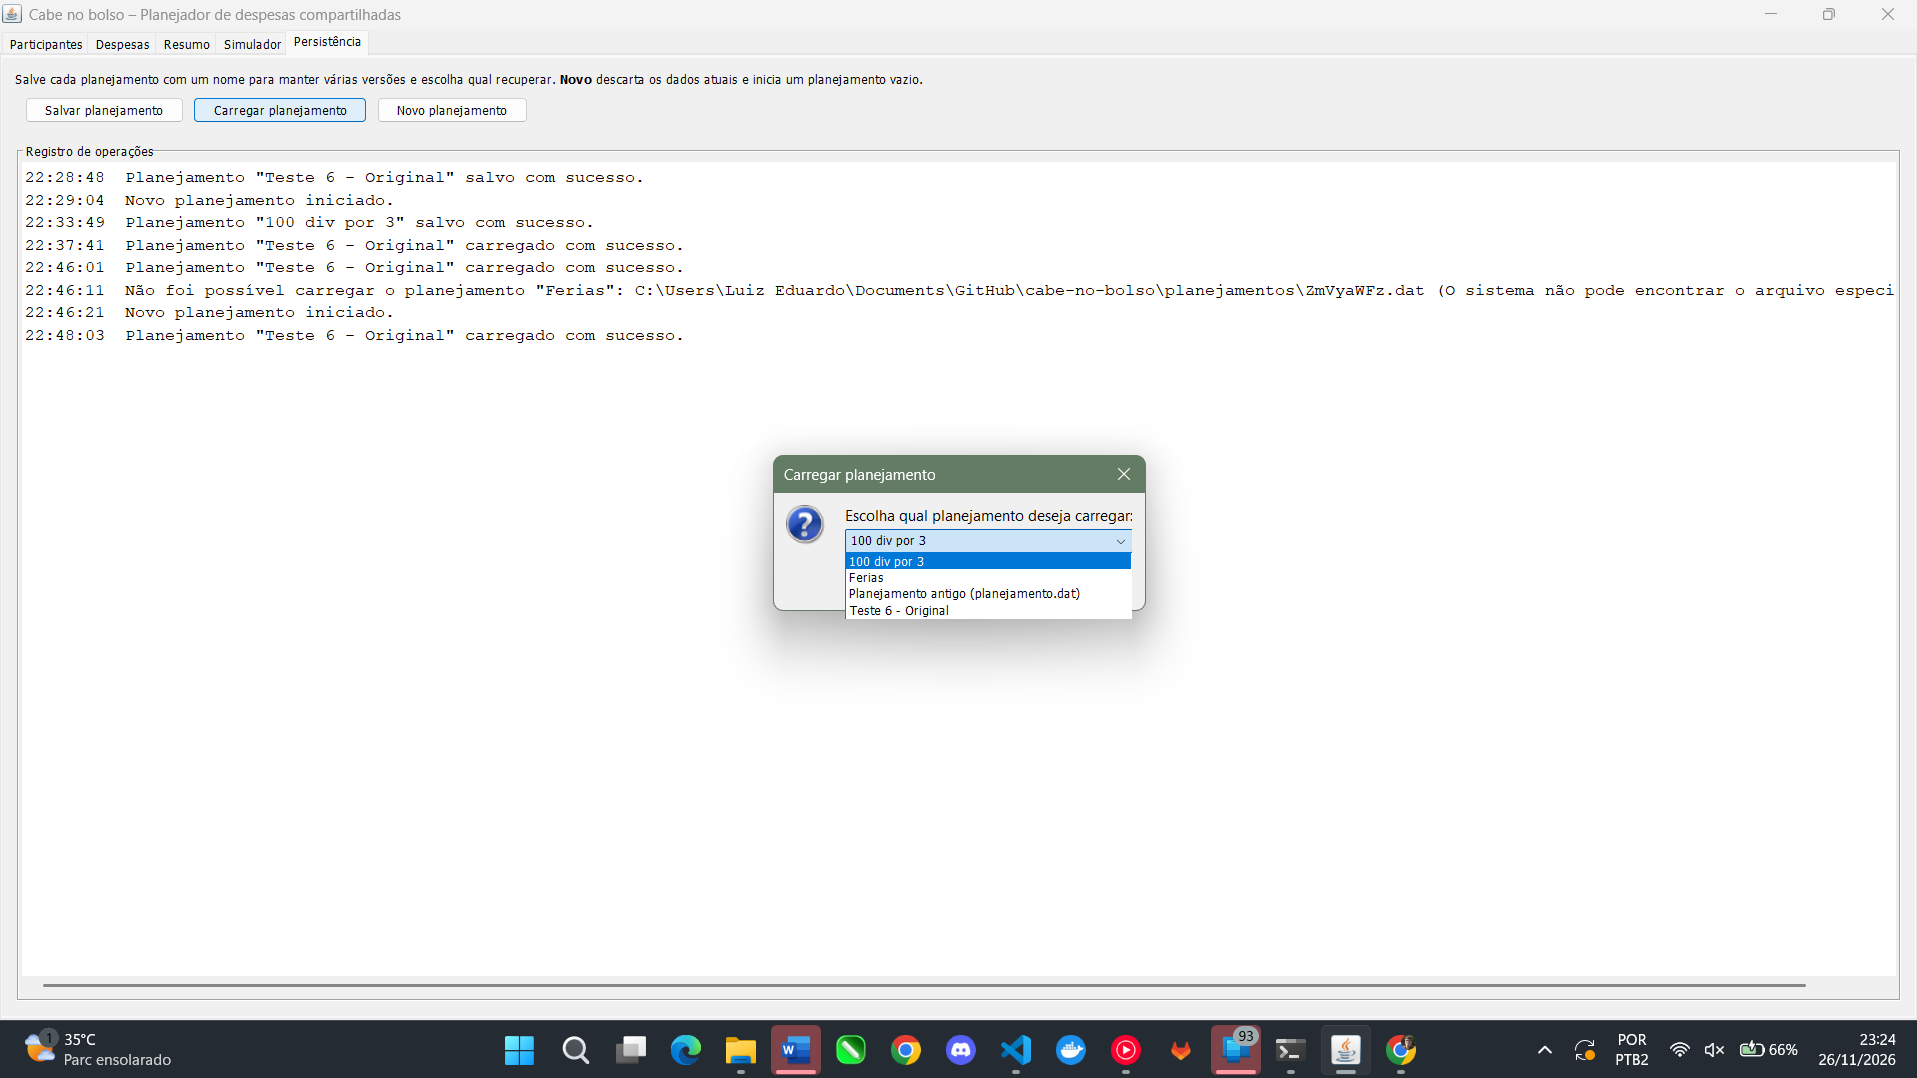 Cabe no bolso – Planejador de despesas compartilhadas
Participantes Despesas Resumo Simulador Persistência
Salve cada planejamento com um nome para manter várias versões e escolha qual recuperar. Novo descarta os dados atuais e inicia um planejamento vazio.
Salvar planejamento Carregar planejamento Novo planejamento
Registro de operações
22:28:48 Planejamento "Teste 6 - Original" salvo com sucesso.
22:29:04 Novo planejamento iniciado.
22:33:49 Planejamento "100 div por 3" salvo com sucesso.
22:37:41 Planejamento "Teste 6 - Original" carregado com sucesso.
22:46:01 Planejamento "Teste 6 - Original" carregado com sucesso.
22:46:11 Não foi possível carregar o planejamento "Ferias": C:\Users\Luiz Eduardo\Documents\GitHub\cabe-no-bolso\planejamentos\ZmVyaWFz.dat (O sistema não pode encontrar o arquivo especi
22:46:21 Novo planejamento iniciado.
22:48:03 Planejamento "Teste 6 - Original" carregado com sucesso.
Carregar planejamento
Escolha qual planejamento deseja carregar:
100 div por 3
100 div por 3
Ferias
Planejamento antigo (planejamento.dat)
Teste 6 - Original
1
35°C
Parc ensolarado
93
POR
PTB2
66%
23:24
26/11/2026